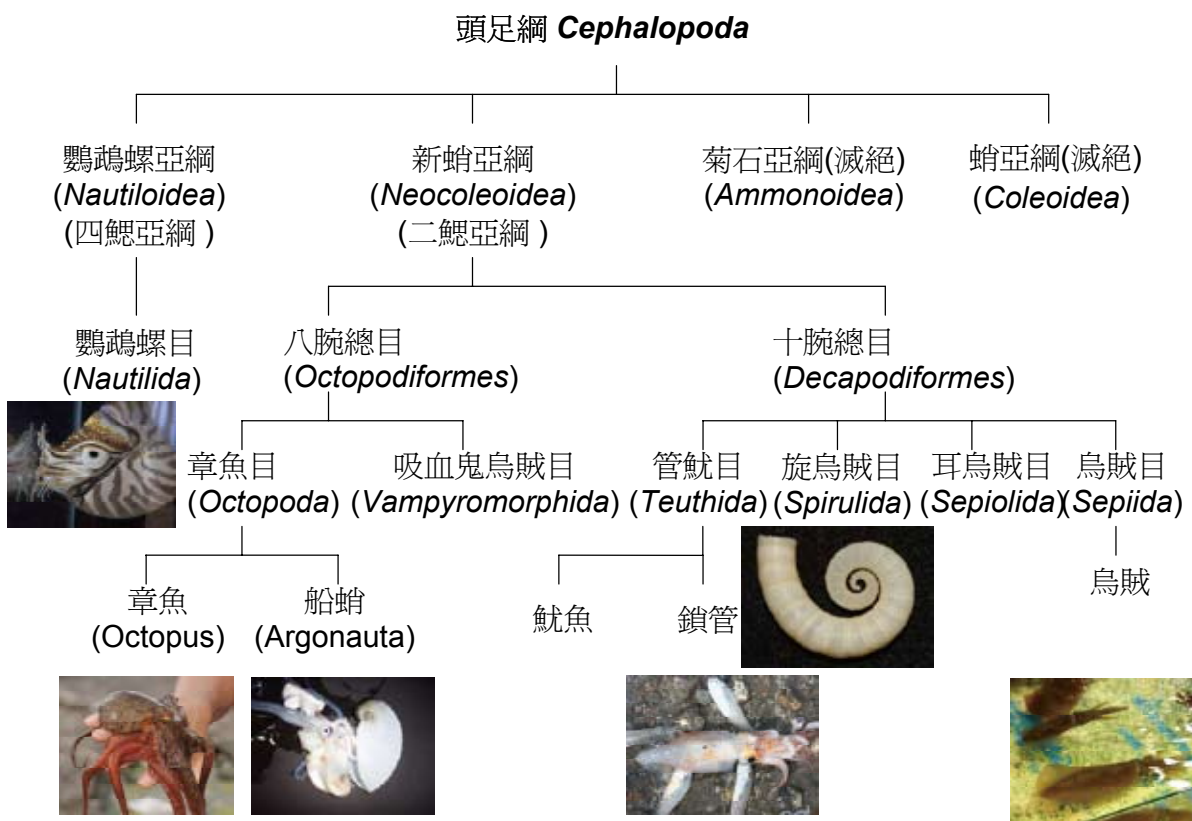 頭足綱 Cephalopoda
鸚鵡螺亞綱
(Nautiloidea)
(四鰓亞綱 )
新蛸亞綱
(Neocoleoidea)
(二鰓亞綱 )
菊石亞綱(滅絕)
(Ammonoidea)
蛸亞綱(滅絕)
(Coleoidea)
鸚鵡螺目
(Nautilida)
八腕總目
(Octopodiformes)
十腕總目
(Decapodiformes)
章魚目
(Octopoda)
吸血鬼烏賊目
(Vampyromorphida)
管魷目
(Teuthida)
旋烏賊目
(Spirulida)
耳烏賊目
(Sepiolida)
烏賊目
(Sepiida)
章魚
(Octopus)
船蛸
(Argonauta)
魷魚
鎖管
烏賊